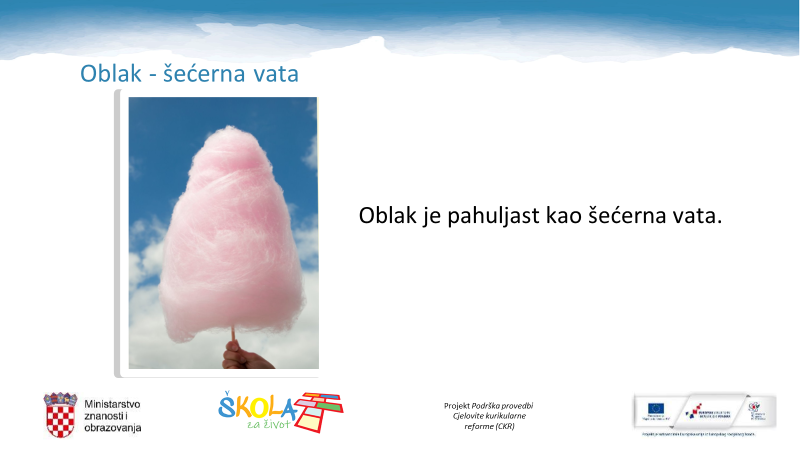 Oblak - šećerna vata
Oblak je pahuljast kao šećerna vata.
Ministarstvo
znanosti i
obrazovanja
ŠKOLA
za život
Projekt Podrška provedbi
Cjelovite kurikularne
reforme (CKR)